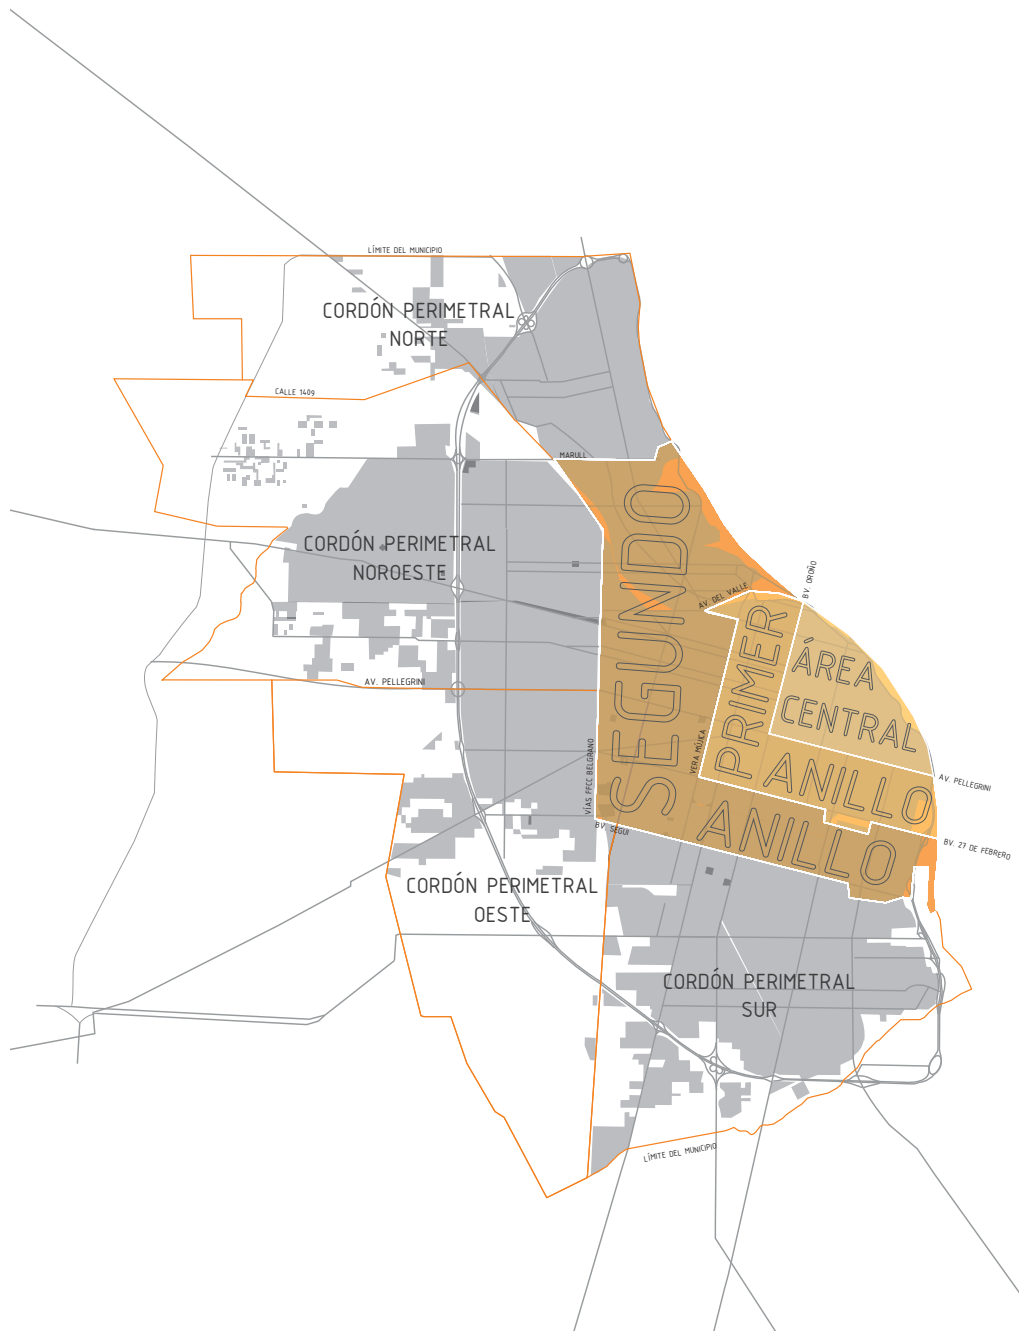 LÍMITE DEL MUNICIPIO
CORDÓN PERIMETRAL
NORTE
CALLE 1409
MARULL
SEGUNDO
ANILLO
CORDÓN PERIMETRAL
NOROESTE
BV. OROÑO
AV. DEL VALLE
PRIMER
ANILLO
ÁREA
CENTRAL
AV. PELLEGRINI
VERA MÚJICA
VÍAS FFCC BELGRANO
AV. PELLEGRINI
BV. SEGUI
BV. 27 DE FEBRERO
CORDÓN PERIMETRAL
OESTE
CORDÓN PERIMETRAL
SUR
LÍMITE DEL MUNICIPIO